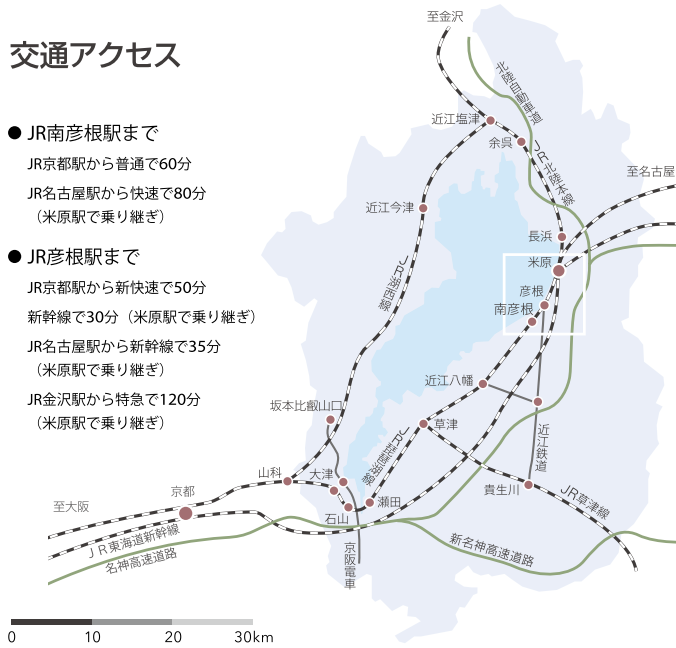 交通アクセス
● JR南彦根駅まで
JR京都駅から普通で60分
JR名古屋駅から快速で80分
（米原駅で乗り継ぎ）
● JR彦根駅まで
JR京都駅から新快速で50分
新幹線で30分（米原駅で乗り継ぎ）
JR名古屋駅から新幹線で35分
（米原駅で乗り継ぎ）
JR金沢駅から特急で120分
（米原駅で乗り継ぎ）
至金沢
北陸自動車道
近江塩津
余呉
JR北陸本線
至名古屋
近江今津
長浜
米原
JR湖西線
彦根
南彦根
近江八幡
坂本比叡山口
草津
JR琵琶湖線
近江鉄道
山科
大津
貴生川
京都
瀬田
JR草津線
至大阪
石山
JR東海道新幹線
名神高速道路
新名神高速道路
京阪電車
0 10 20 30km